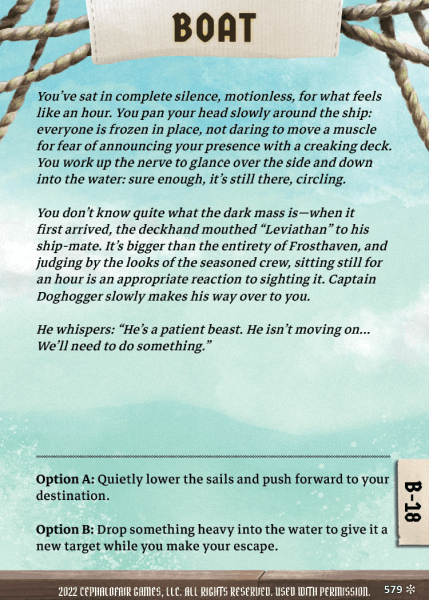 BOAT
You've sat in complete silence, motionless, for what feels
like an hour. You pan your head slowly around the ship:
everyone is frozen in place, not daring to move a muscle
for fear of announcing your presence with a creaking deck.
You work up the nerve to glance over the side and down
into the water: sure enough, it's still there, circling.
You don't know quite what the dark mass is—when it
first arrived, the deckhand mouthed “Leviathan” to his
ship-mate. It's bigger than the entirety of Frosthaven, and
judging by the looks of the seasoned crew, sitting still for
an hour is an appropriate reaction to sighting it. Captain
Doghogger slowly makes his way over to you.
He whispers: “He's a patient beast. He isn't moving on...
We'll need to do something.”
Option A: Quietly lower the sails and push forward to your
destination.
Option B: Drop something heavy into the water to give it a
new target while you make your escape.
B-18
2022 CEPHALOFAIR GAMES, LLC. ALL RIGHTS RESERVED. USED WITH PERMISSION. 579